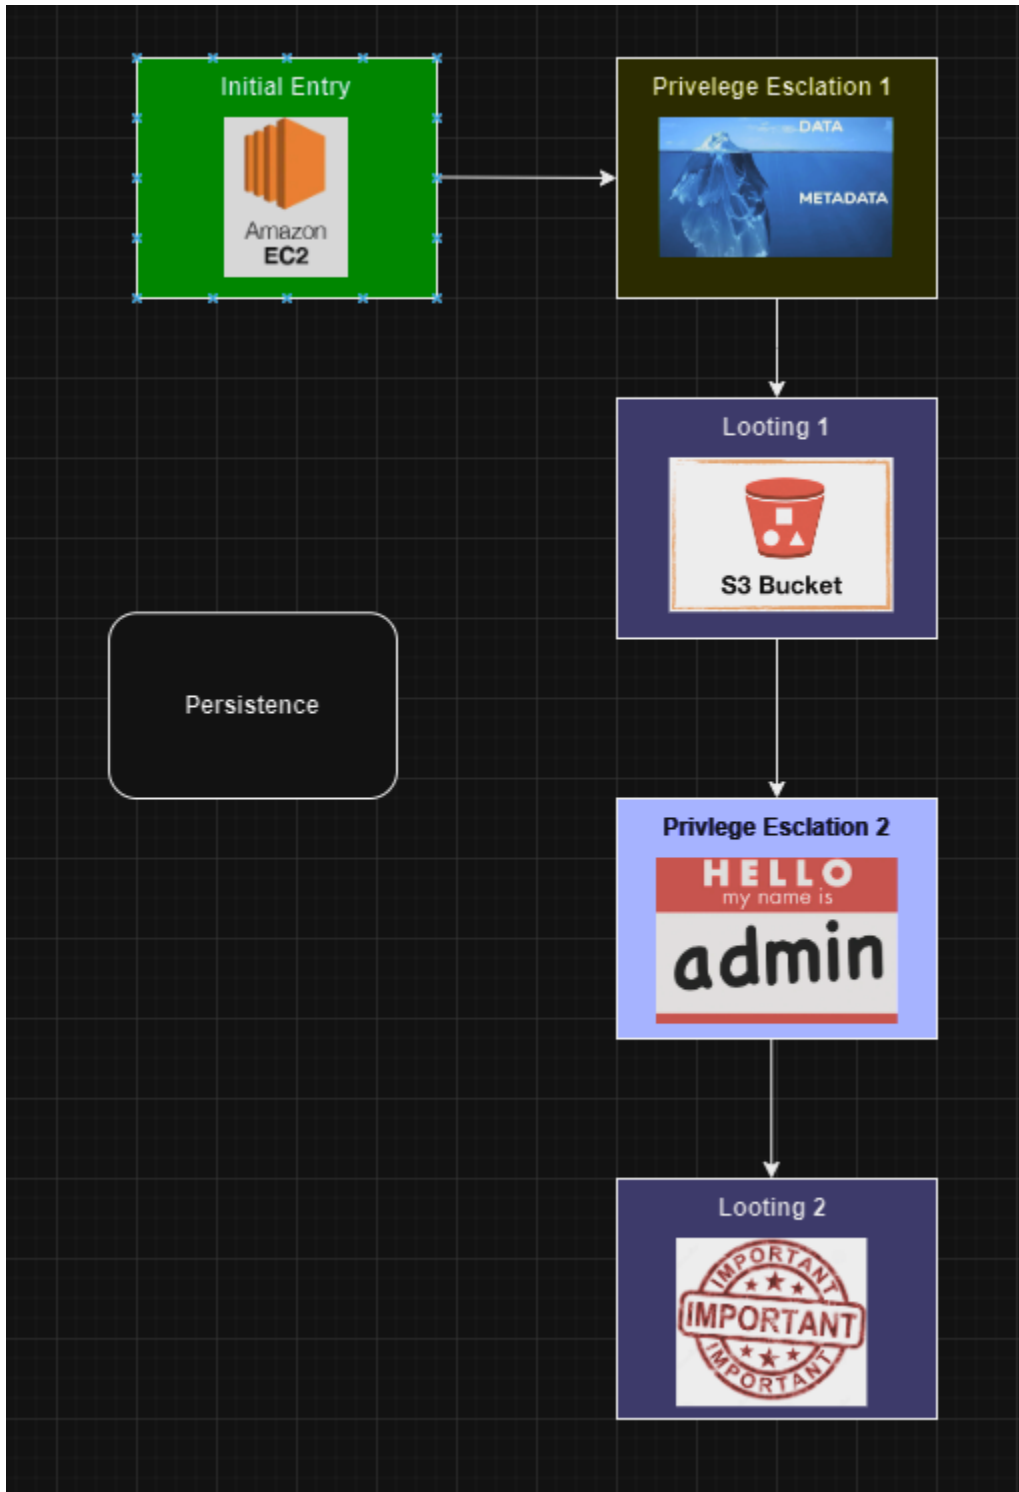 Initial Entry
Amazon
EC2
Privelege Esclation 1
DATA
METADATA
Looting 1
S3 Bucket
Persistence
Privlege Esclation 2
HELLO
my name is
admin
Looting 2
IMPORTANT
IMPORTANT
IMPORTANT